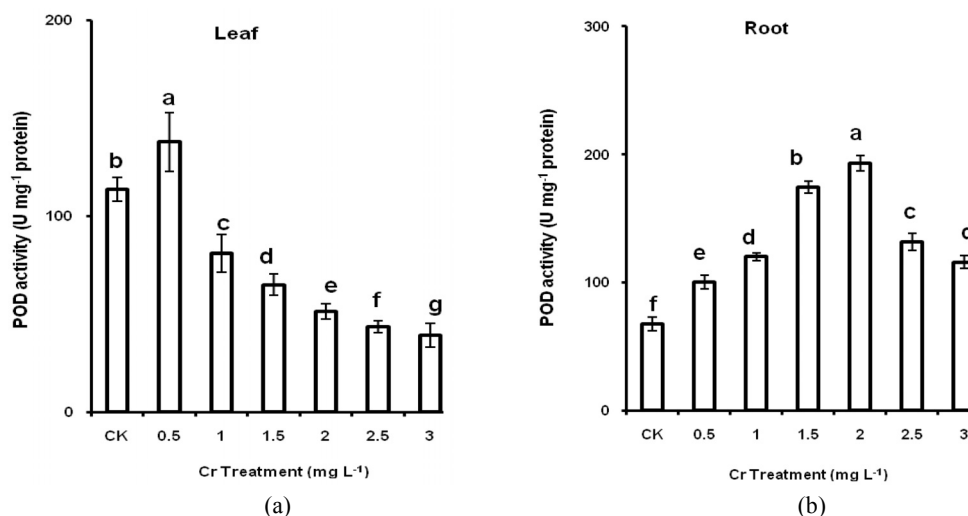 Leaf
POD activity (U mg⁻¹ protein)
200
100
0
b
a
c
d
e
f
g
CK 0.5 1 1.5 2 2.5 3
Cr Treatment (mg L⁻¹)
(a)
Root
POD activity (U mg⁻¹ protein)
300
200
100
0
f
e
d
b
a
c
CK 0.5 1 1.5 2 2.5 3
Cr Treatment (mg L⁻¹)
(b)